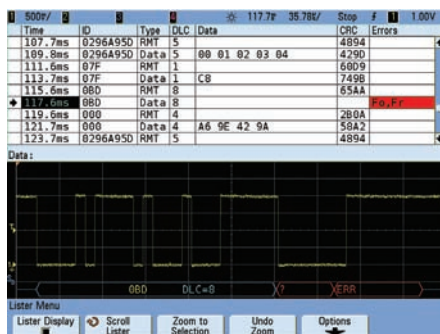 1 500▽/ 2 3 4 117.7▽ 35.78%/ Stop 1 1.00V
Time ID Type DLC Data CRC Errors
107.7ms 0296A95D RMT 5 4894
109.8ms 0296A95D Data 5 00 01 02 03 04 429D
111.6ms 07F RMT 1 60D9
113.7ms 07F Data 1 C8 749B
115.6ms 0BD RMT 8 65AA
117.6ms 0BD Data 8 Fo,Fr
119.6ms 000 RMT 4 2B0A
121.7ms 000 Data 4 A6 9E 42 9A 58A2
123.7ms 0296A95D RMT 5 4894
Data:
0BD DLC=8 ? ERR
Lister Menu
Lister Display Scroll Lister Zoom to Selection Undo Zoom Options